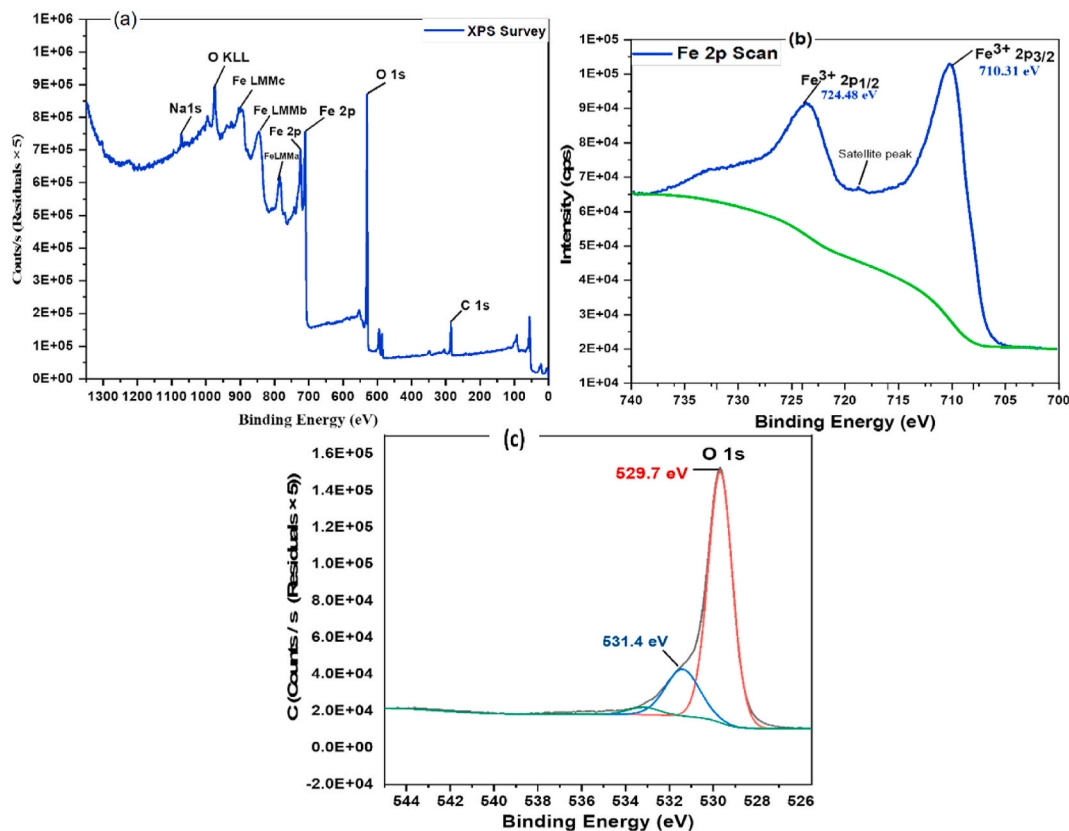 (a)
XPS Survey
O KLL
Fe LMMc
Na1s
Fe LMMb
Fe 2p
FeLMMa
Fe 2p
O 1s
C 1s
1E+06
9E+05
8E+05
7E+05
6E+05
5E+05
4E+05
3E+05
2E+05
1E+05
0E+00
Couts/s (Residuals × 5)
1300 1200 1100 1000 900 800 700 600 500 400 300 200 100 0
Binding Energy (eV)
(b)
Fe 2p Scan
Fe3+ 2p3/2
710.31 eV
Fe3+ 2p1/2
724.48 eV
Satellite peak
1E+05
1E+05
9E+04
8E+04
7E+04
6E+04
5E+04
4E+04
3E+04
2E+04
1E+04
Intensity (cps)
740 735 730 725 720 715 710 705 700
Binding Energy (eV)
(c)
O 1s
529.7 eV
531.4 eV
1.6E+05
1.4E+05
1.2E+05
1.0E+05
8.0E+04
6.0E+04
4.0E+04
2.0E+04
0.0E+00
-2.0E+04
C (Counts / s (Residuals × 5))
544 542 540 538 536 534 532 530 528 526
Binding Energy (eV)